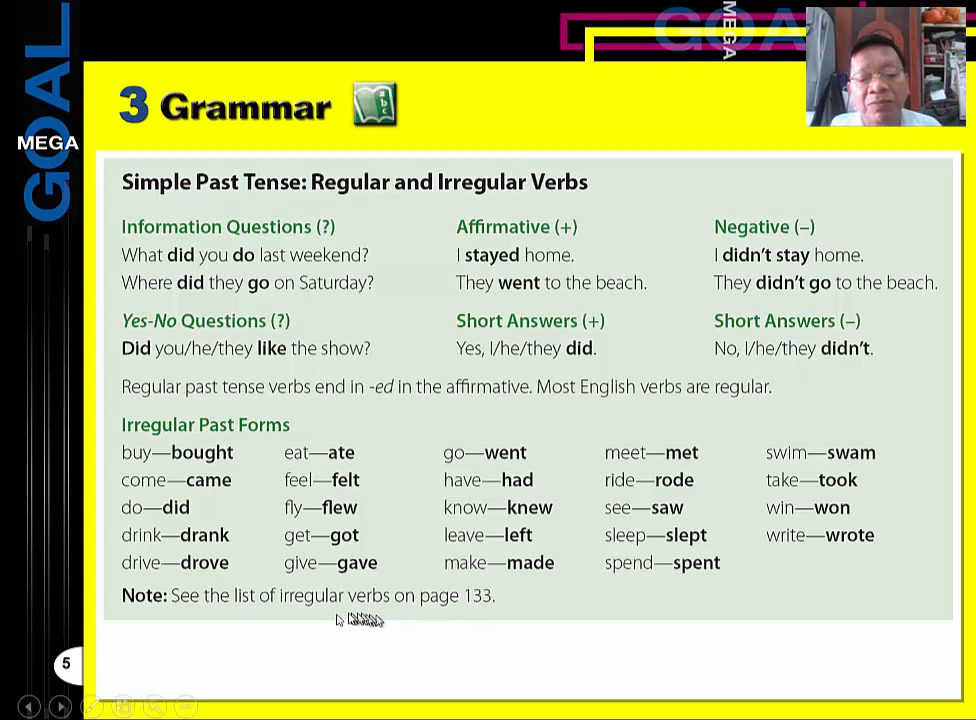 GOAL
MEGA
GOAL
MEGA
3 Grammar
abc
Simple Past Tense: Regular and Irregular Verbs
Information Questions (?) Affirmative (+) Negative (–)
What did you do last weekend? I stayed home. I didn't stay home.
Where did they go on Saturday? They went to the beach. They didn't go to the beach.
Yes-No Questions (?) Short Answers (+) Short Answers (–)
Did you/he/they like the show? Yes, I/he/they did. No, I/he/they didn't.
Regular past tense verbs end in -ed in the affirmative. Most English verbs are regular.
Irregular Past Forms
buy—bought eat—ate go—went meet—met swim—swam
come—came feel—felt have—had ride—rode take—took
do—did fly—flew know—knew see—saw win—won
drink—drank get—got leave—left sleep—slept write—wrote
drive—drove give—gave make—made spend—spent
Note: See the list of irregular verbs on page 133.
5